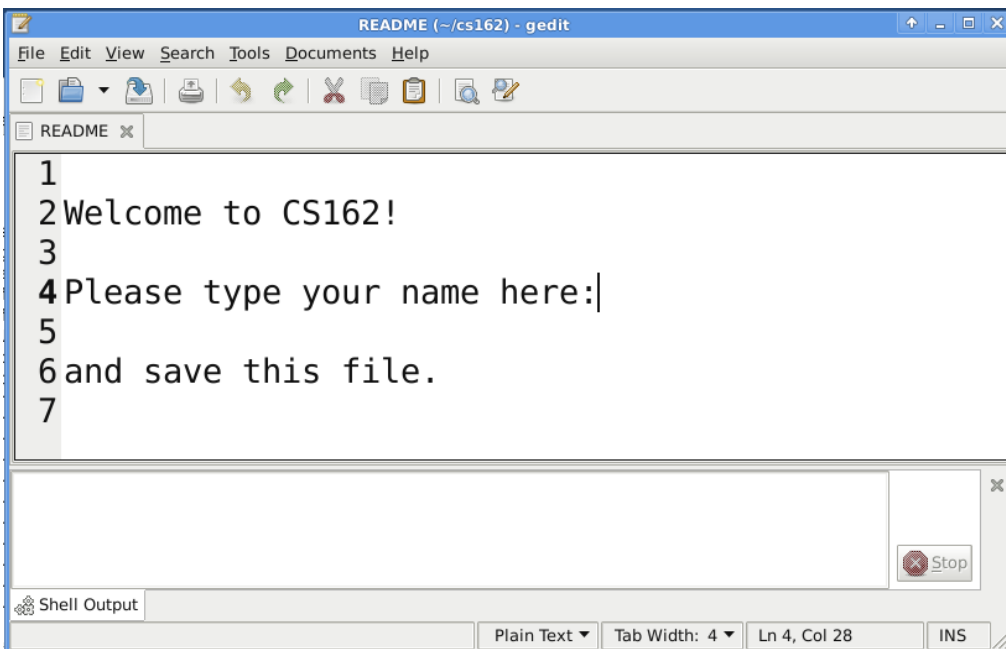 README (~/cs162) - gedit
File Edit View Search Tools Documents Help
README
1
2 Welcome to CS162!
3
4 Please type your name here:
5
6 and save this file.
7
Stop
Shell Output
Plain Text Tab Width: 4 Ln 4, Col 28 INS